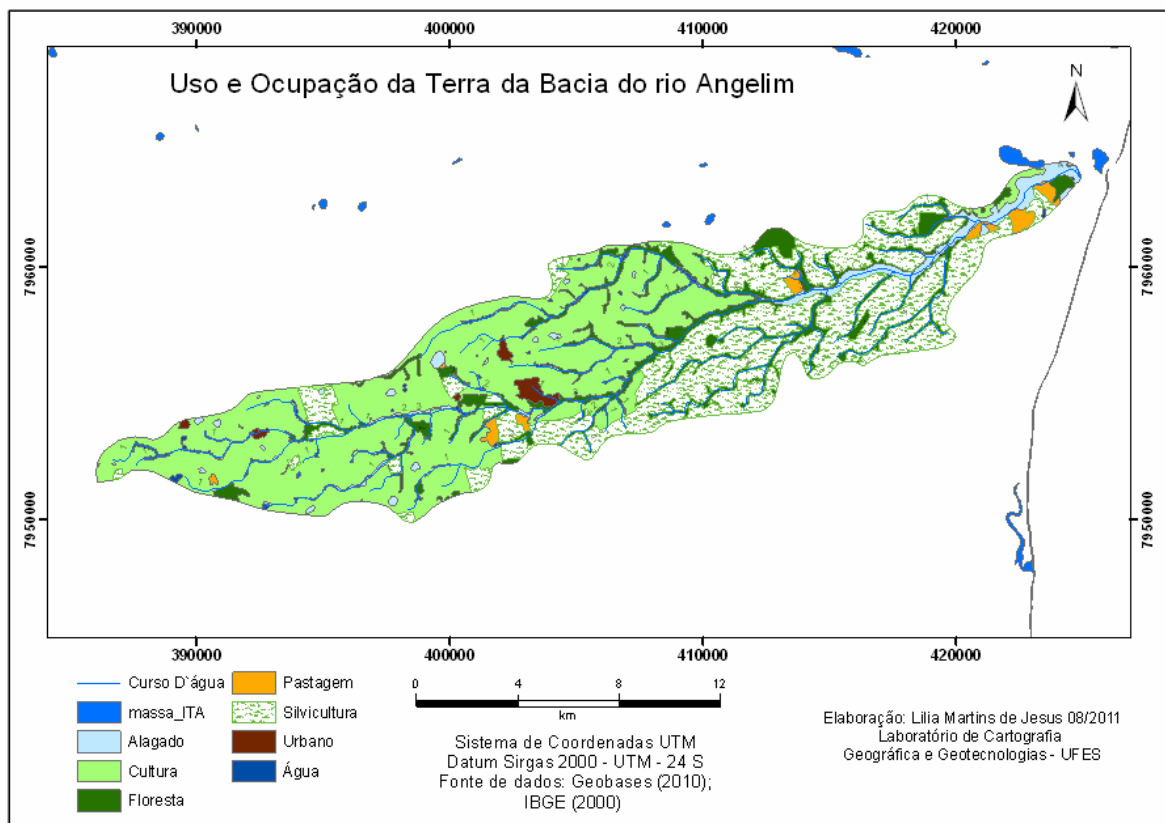 390000 400000 410000 420000
Uso e Ocupação da Terra da Bacia do rio Angelim
N
7960000 7960000
7950000 7950000
390000 400000 410000 420000
Curso D`água
massa_ITA
Alagado
Cultura
Floresta
Pastagem
Silvicultura
Urbano
Água
0 4 8 12
km
Sistema de Coordenadas UTM
Datum Sirgas 2000 - UTM - 24 S
Fonte de dados: Geobases (2010);
IBGE (2000)
Elaboração: Lilia Martins de Jesus 08/2011
Laboratório de Cartografia
Geográfica e Geotecnologias - UFES